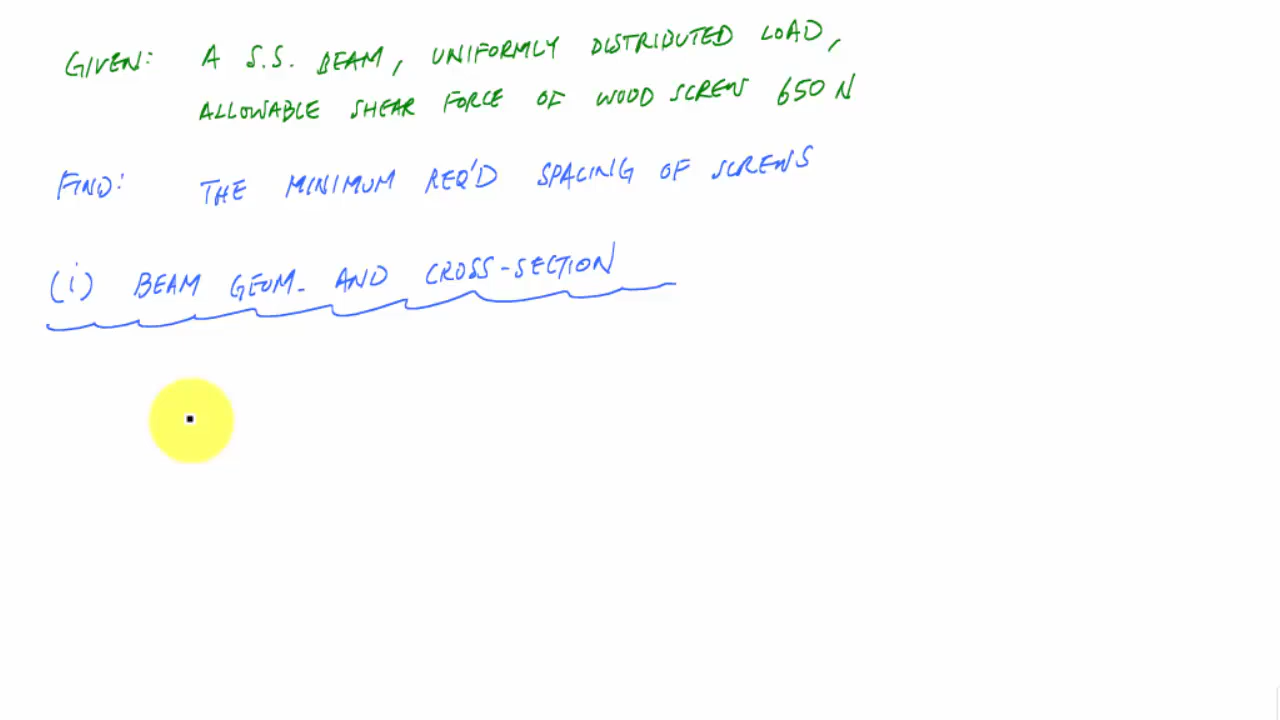 GIVEN: A S.S. BEAM, UNIFORMLY DISTRIBUTED LOAD,
ALLOWABLE SHEAR FORCE OF WOOD SCREW 650 N
FIND: THE MINIMUM REQ'D SPACING OF SCREWS
(i) BEAM GEOM. AND CROSS-SECTION